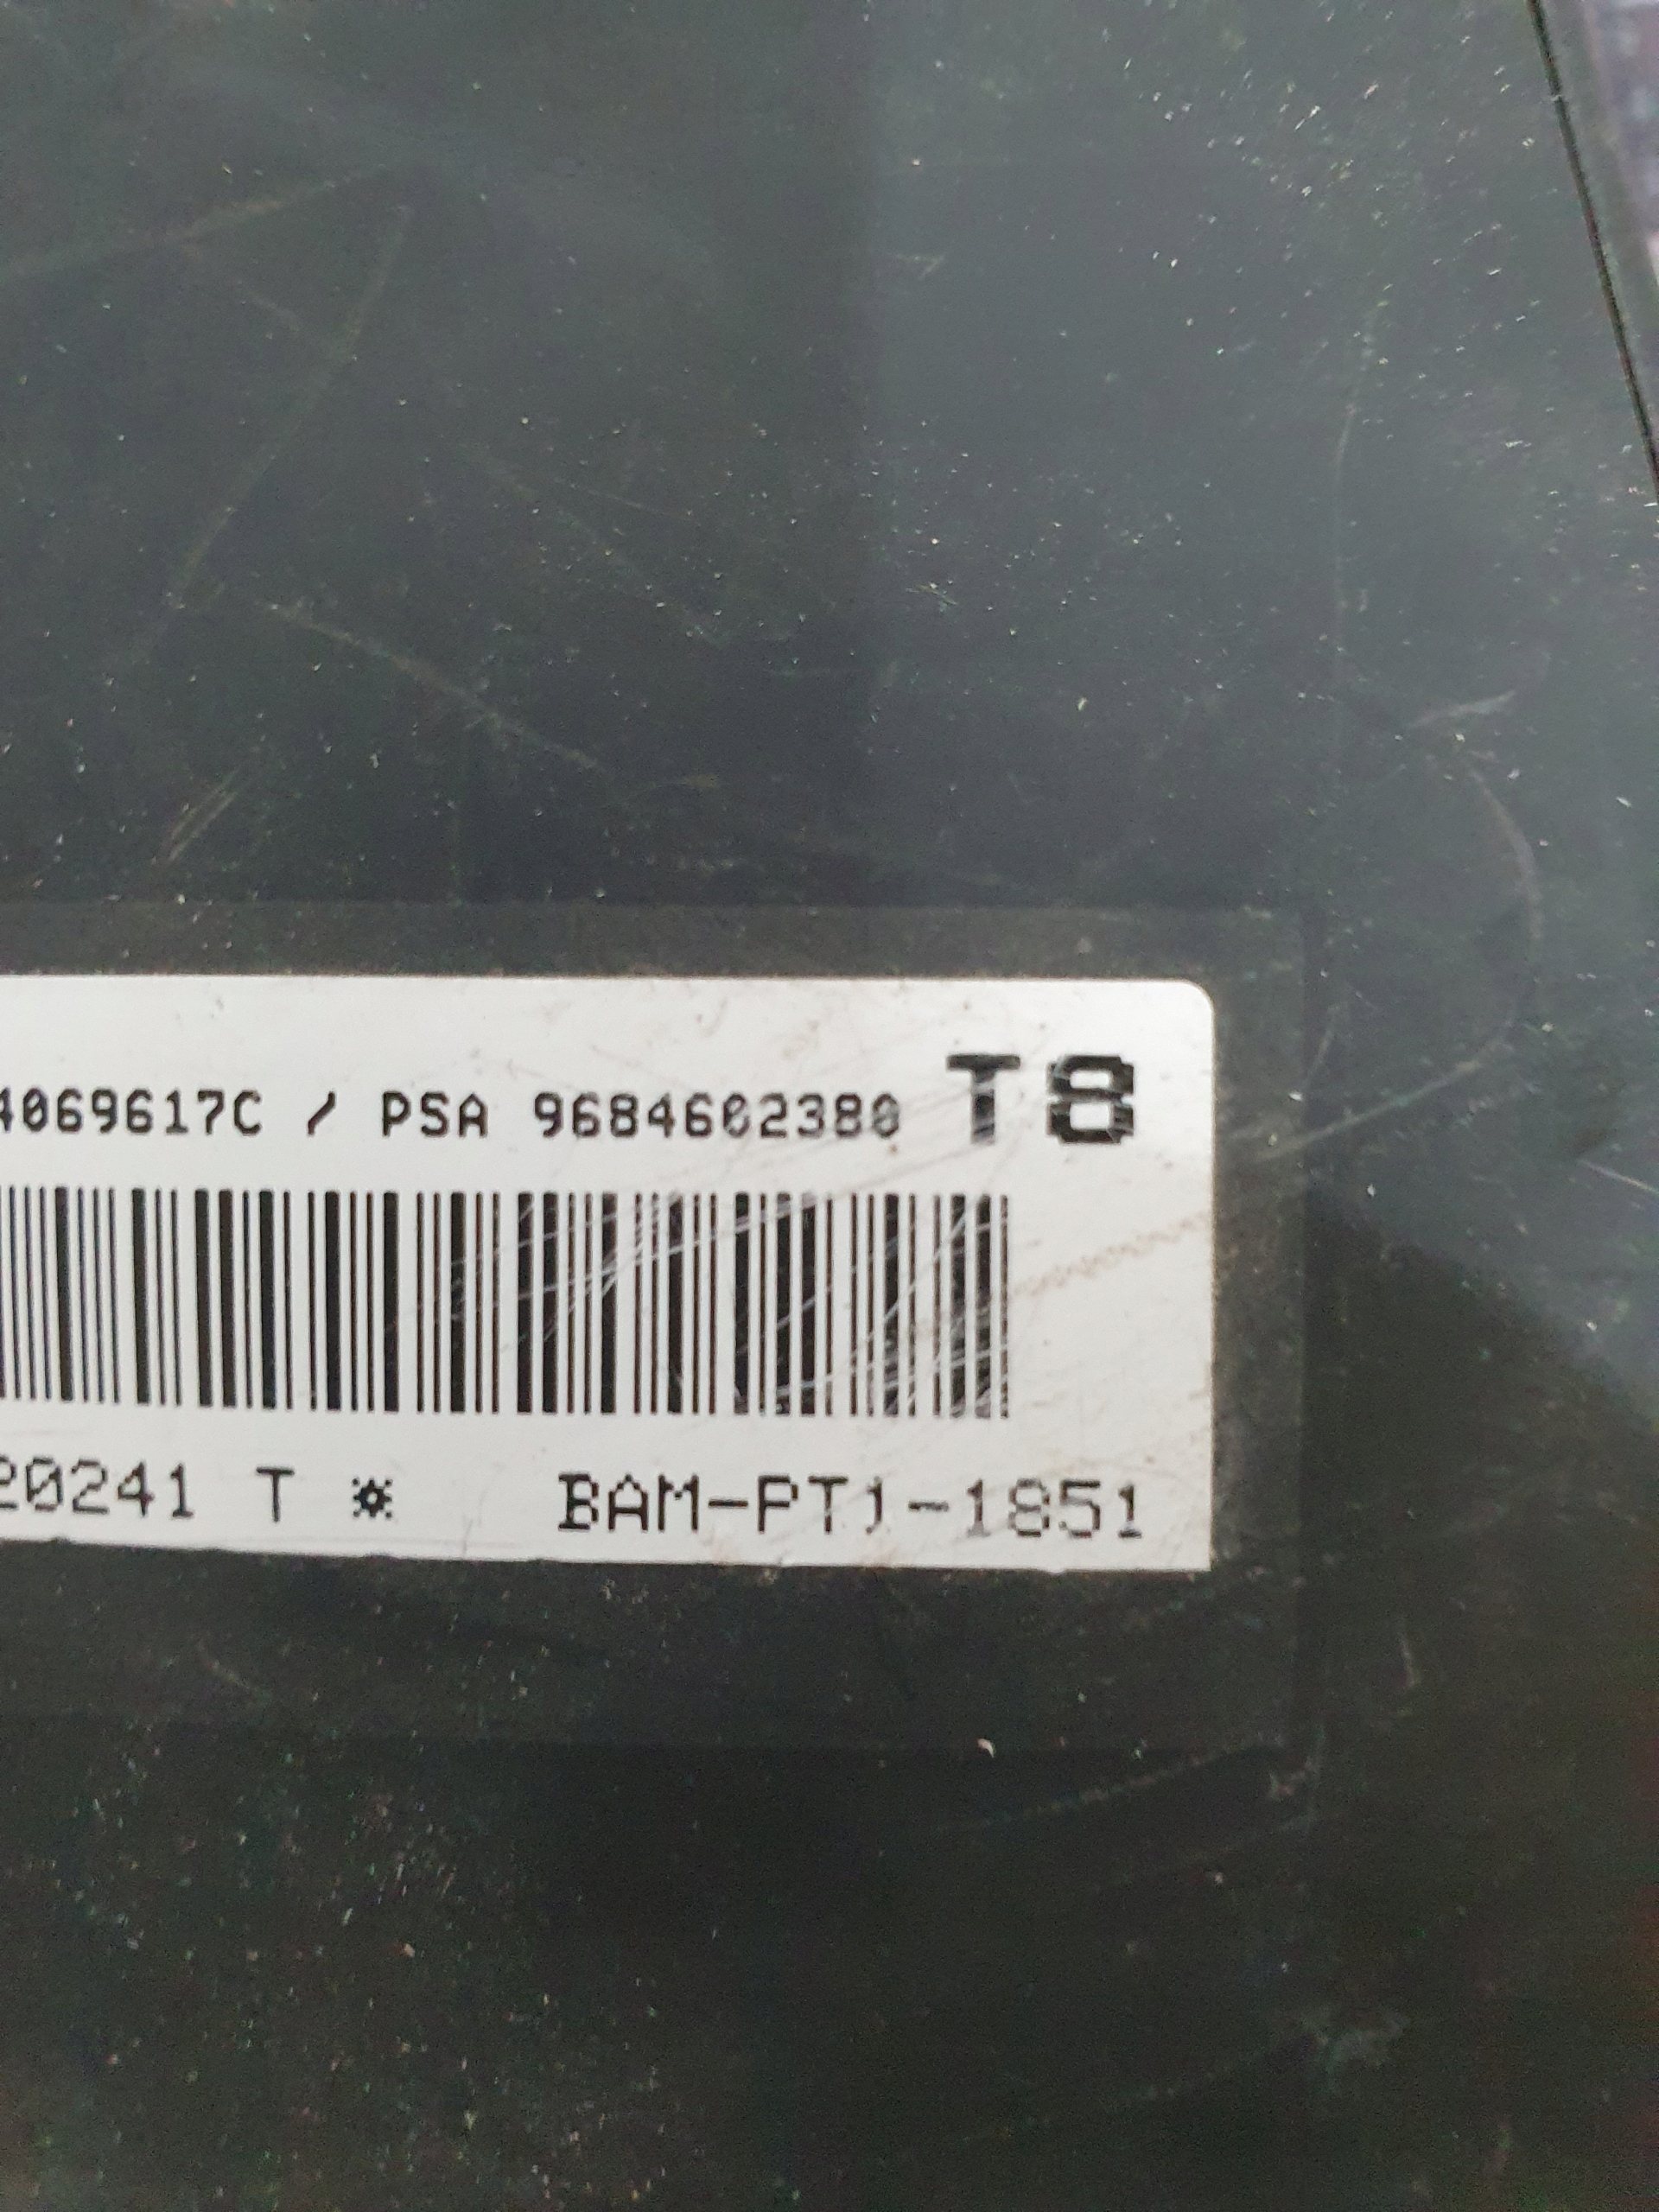 4069617C / PSA 9684602380 T8
20241 T * BAM-PT1-1851